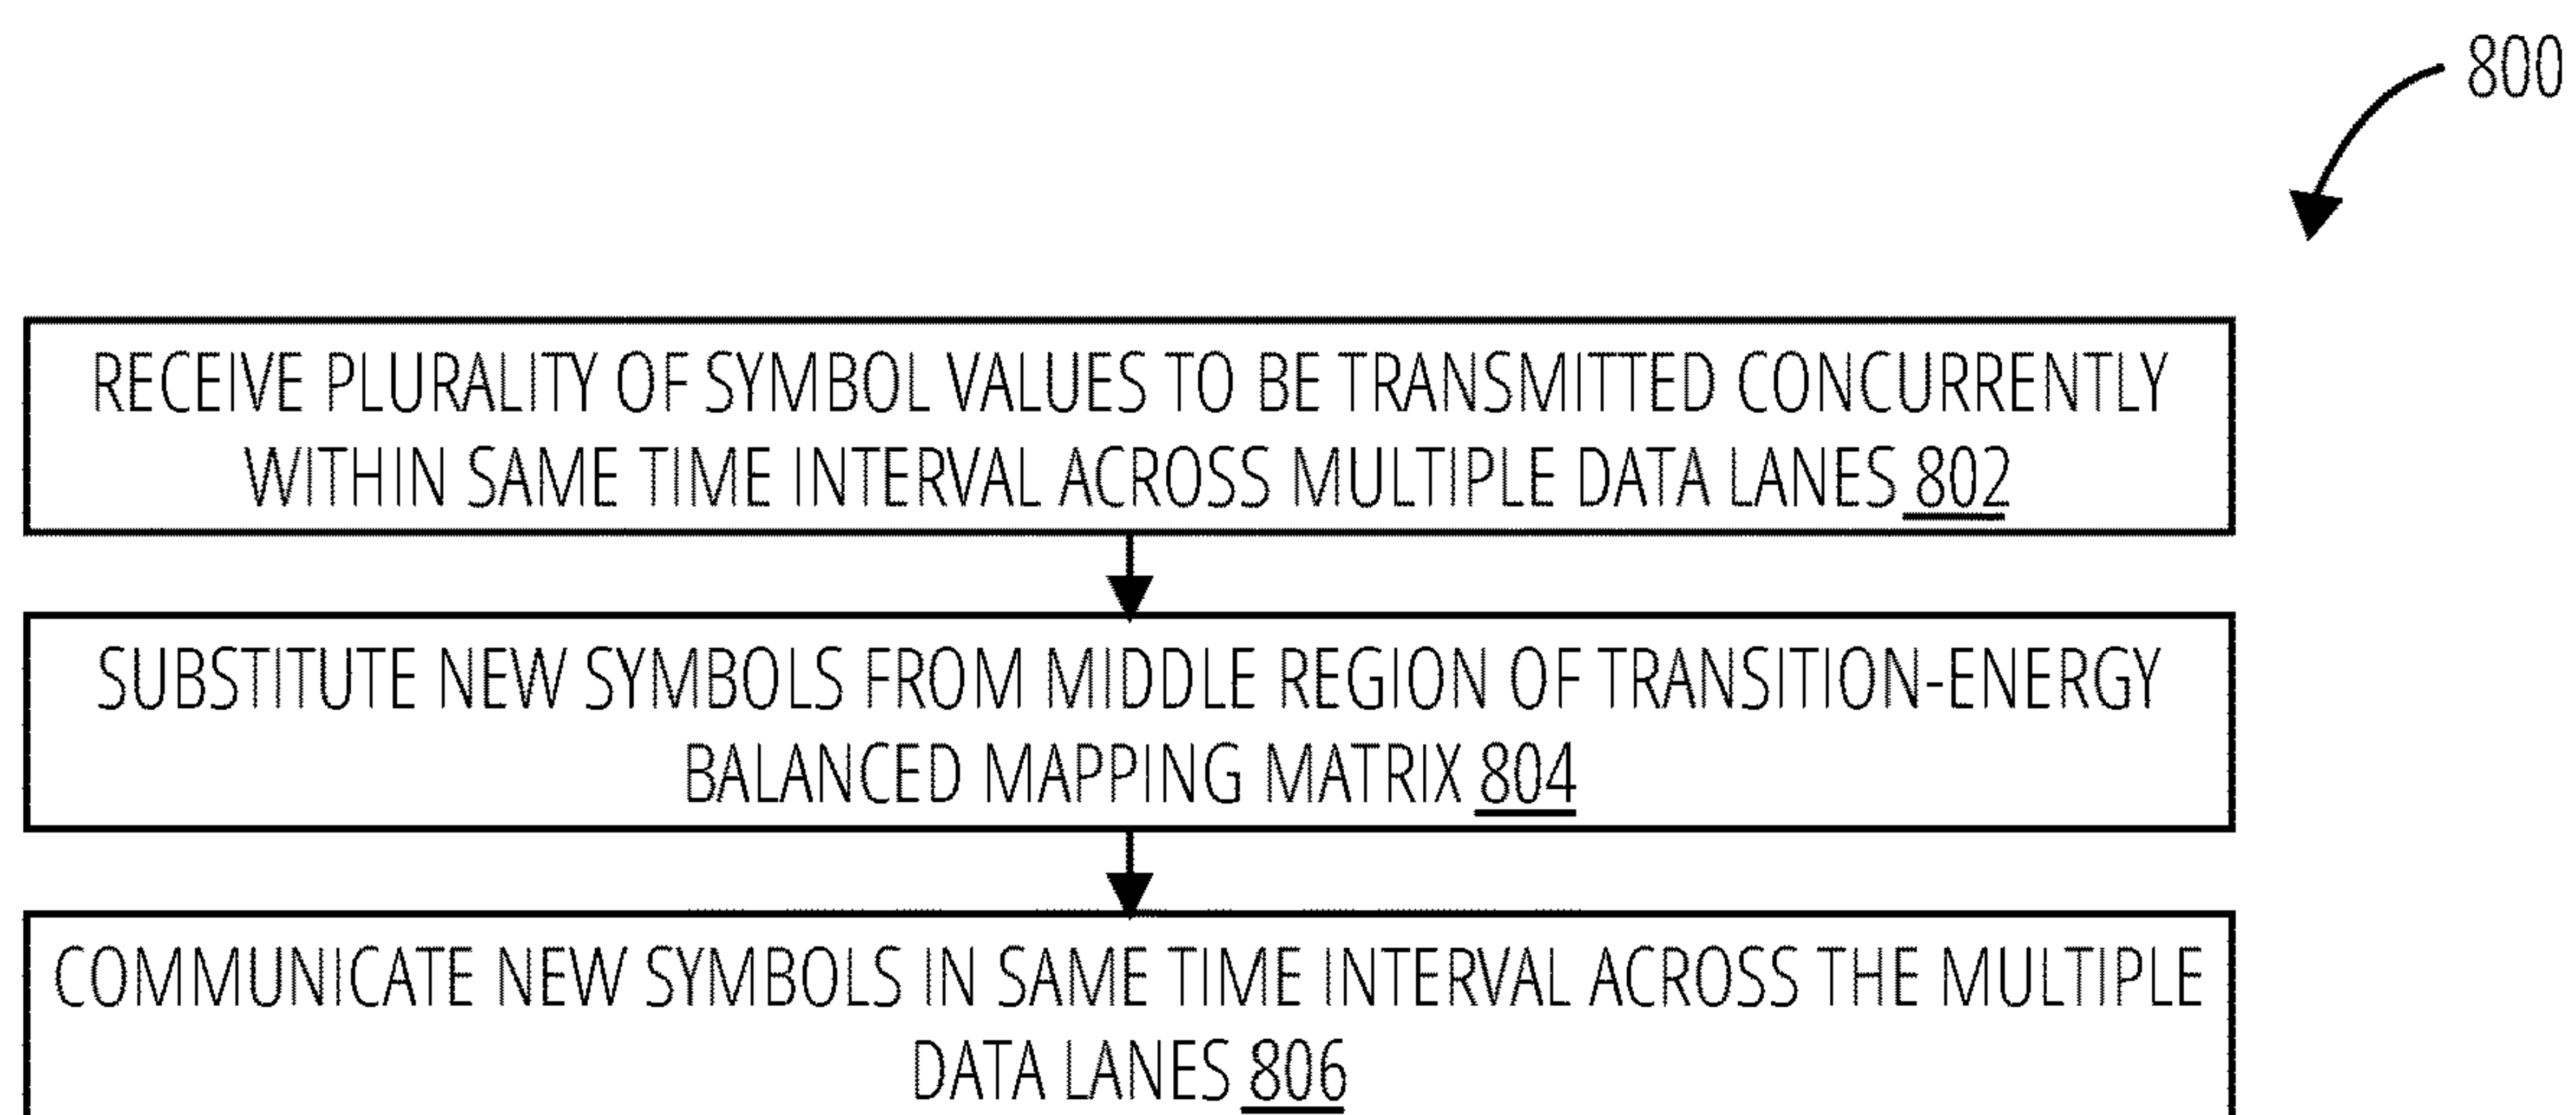 800
RECEIVE PLURALITY OF SYMBOL VALUES TO BE TRANSMITTED CONCURRENTLY
WITHIN SAME TIME INTERVAL ACROSS MULTIPLE DATA LANES 802
SUBSTITUTE NEW SYMBOLS FROM MIDDLE REGION OF TRANSITION-ENERGY
BALANCED MAPPING MATRIX 804
COMMUNICATE NEW SYMBOLS IN SAME TIME INTERVAL ACROSS THE MULTIPLE
DATA LANES 806